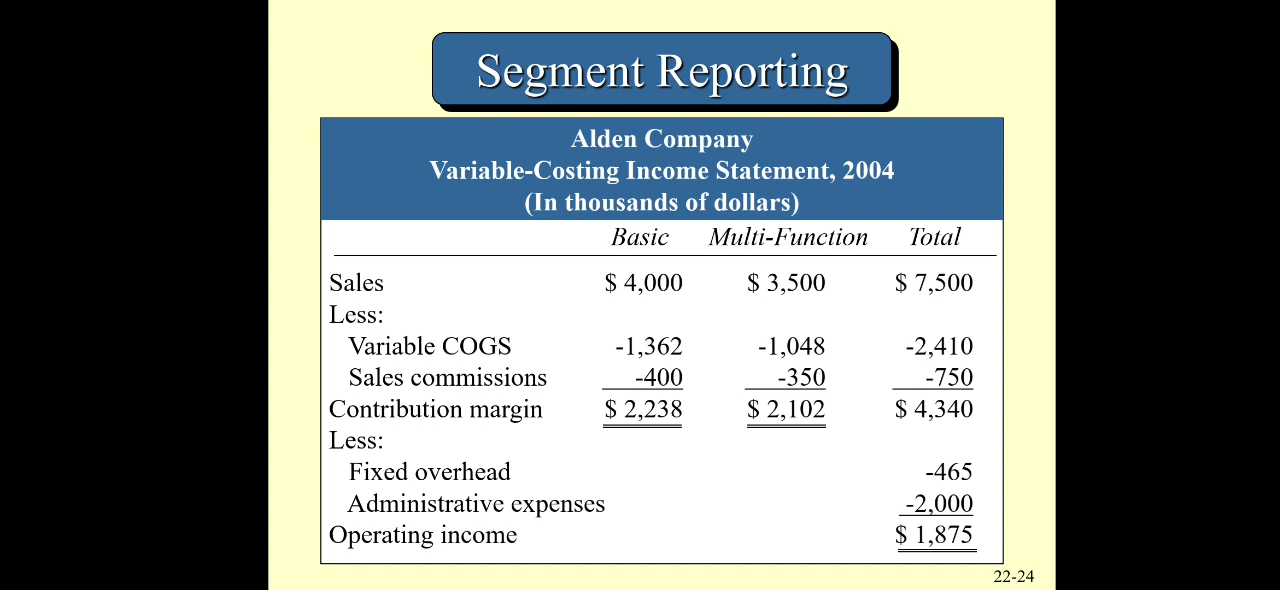 Segment Reporting
Alden Company
Variable-Costing Income Statement, 2004
(In thousands of dollars)
Basic Multi-Function Total
Sales $ 4,000 $ 3,500 $ 7,500
Less:
Variable COGS -1,362 -1,048 -2,410
Sales commissions -400 -350 -750
Contribution margin $ 2,238 $ 2,102 $ 4,340
Less:
Fixed overhead -465
Administrative expenses -2,000
Operating income $ 1,875
22-24